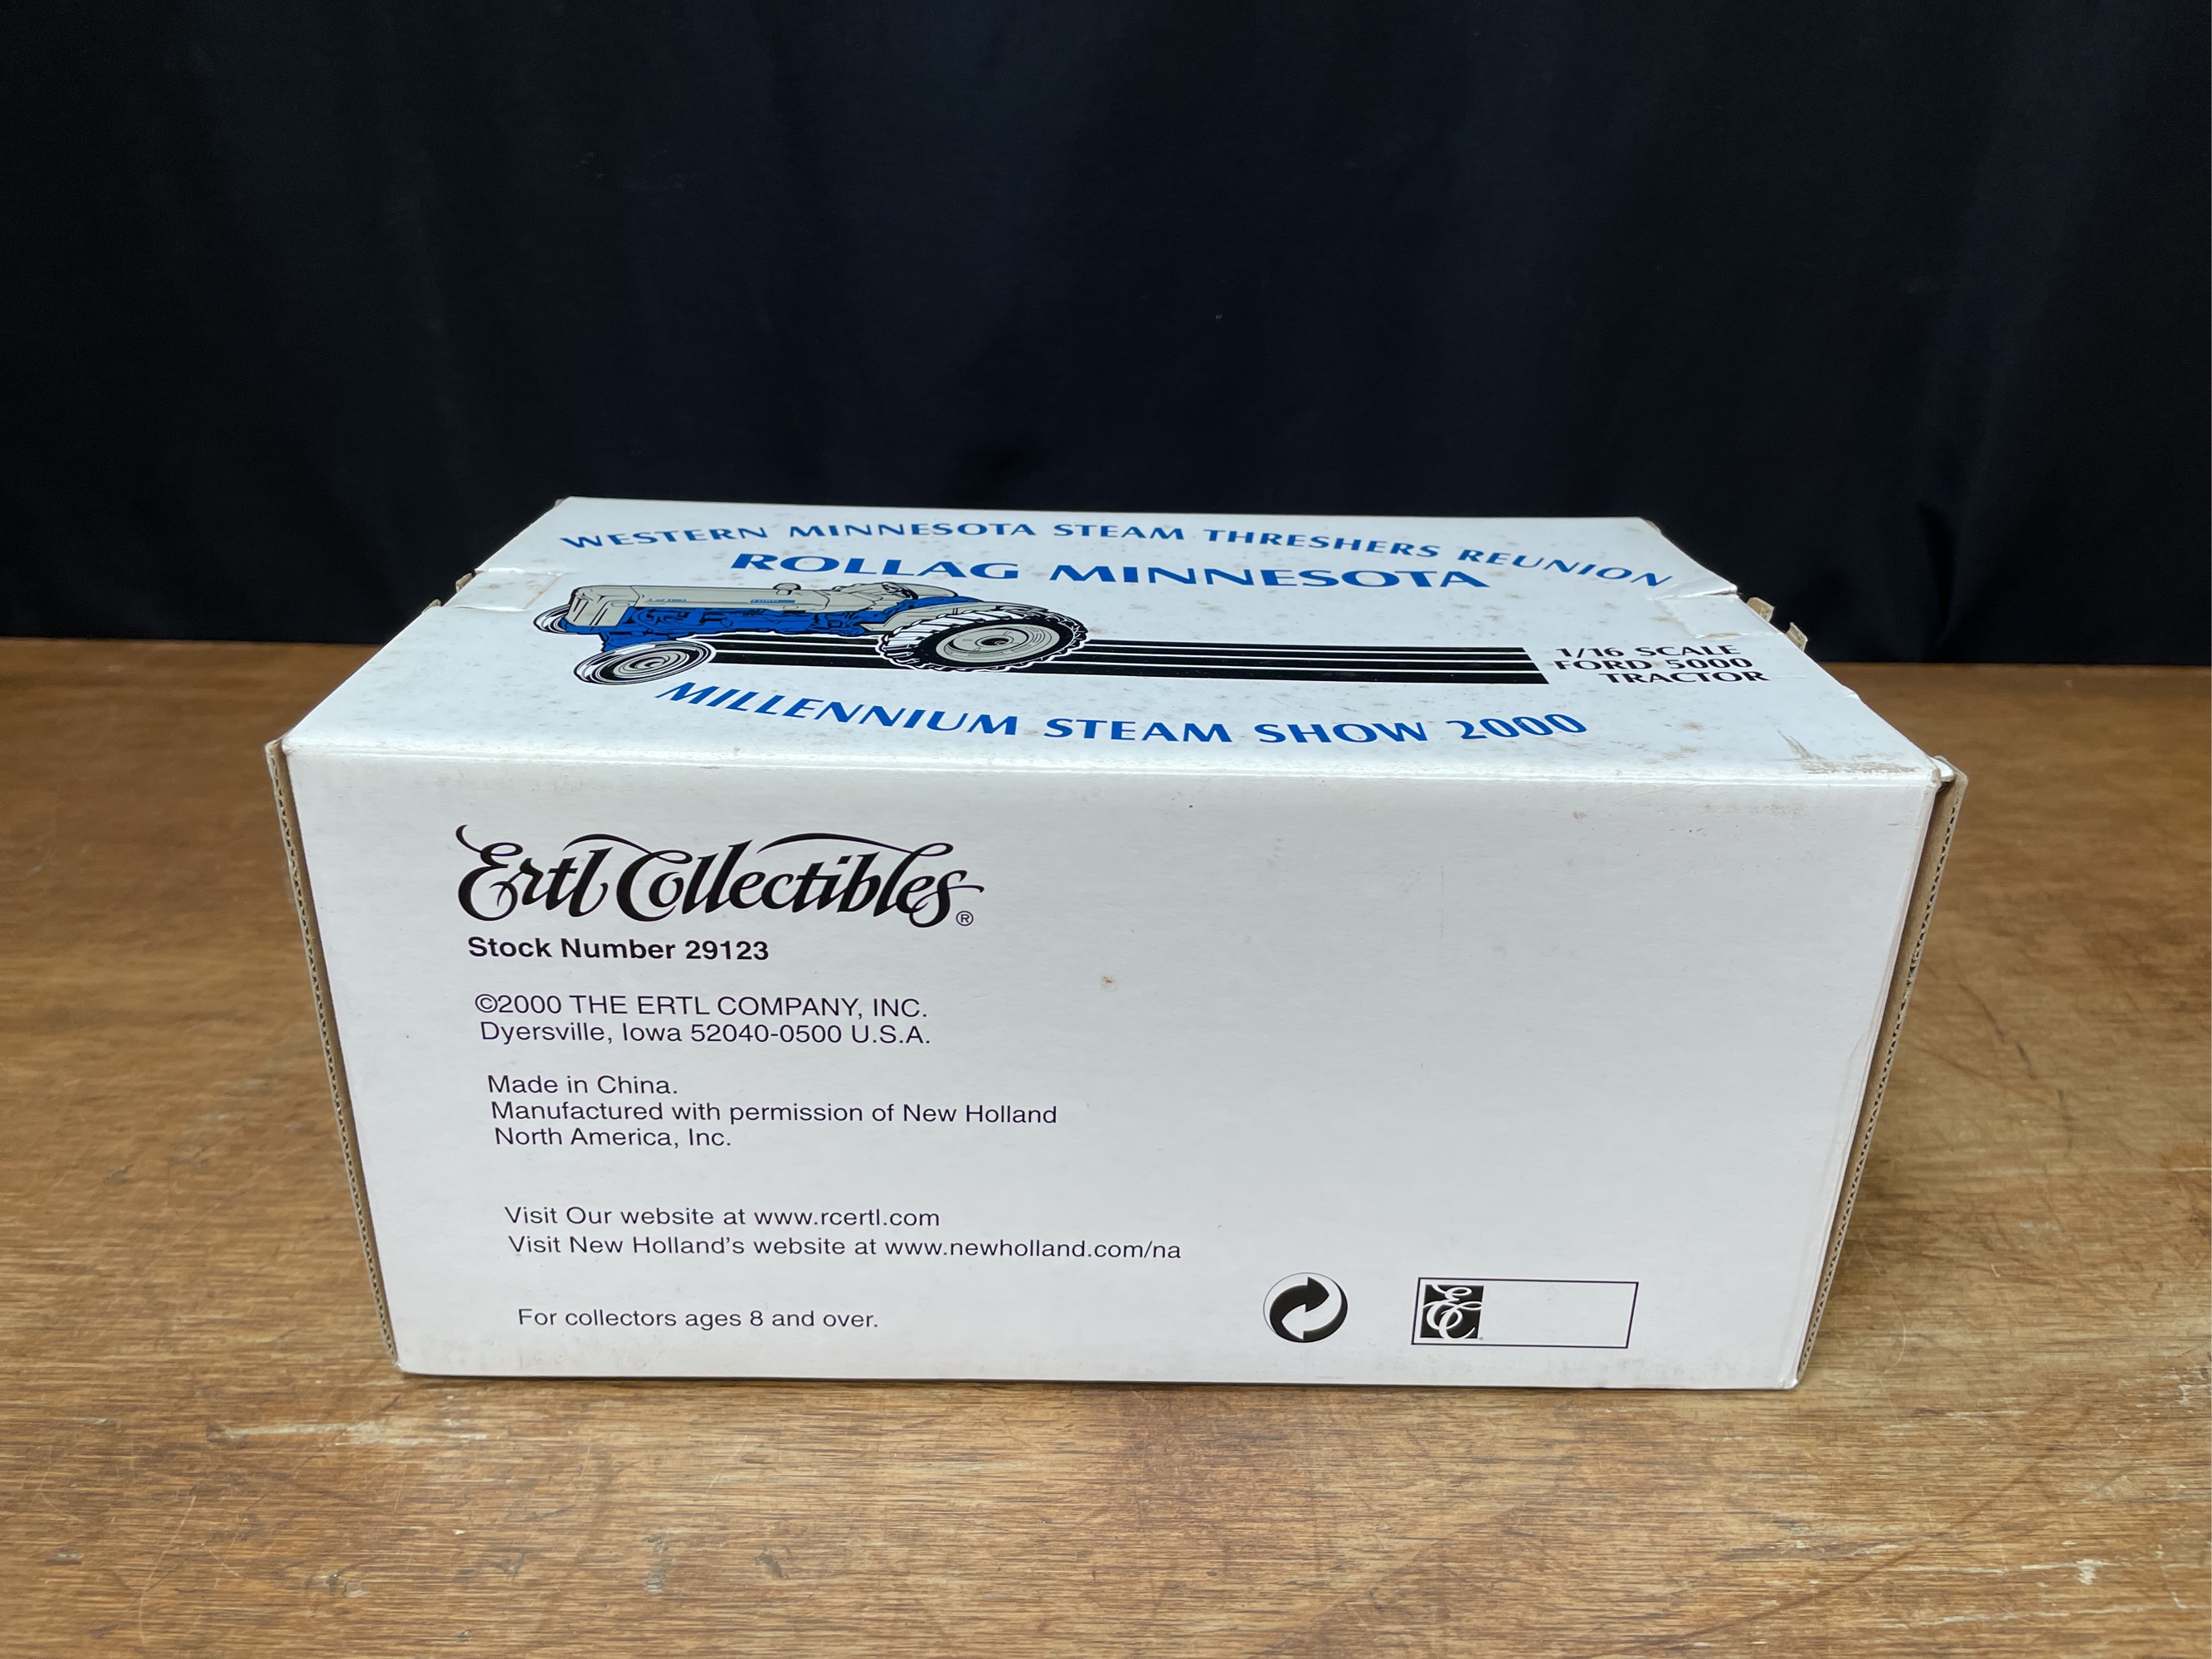 WESTERN MINNESOTA STEAM THRESHERS REUNION
ROLLAG MINNESOTA
1/16 SCALE
FORD 5000
TRACTOR
MILLENNIUM STEAM SHOW 2000
Ertl Collectibles®
Stock Number 29123
©2000 THE ERTL COMPANY, INC.
Dyersville, Iowa 52040-0500 U.S.A.
Made in China.
Manufactured with permission of New Holland
North America, Inc.
Visit Our website at www.rcertl.com
Visit New Holland's website at www.newholland.com/na
For collectors ages 8 and over.
EC